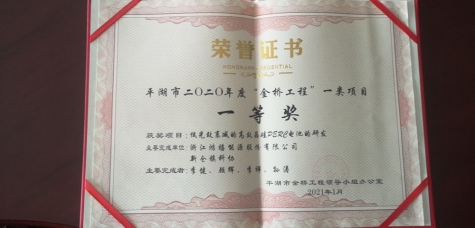 荣誉证书
HONORARY CREDENTIAL
平湖市二〇二〇年度“金桥工程”一类项目
一等奖
获奖项目：低光致衰减的高效晶硅PERC电池的研发
主要完成单位：浙江鸿禧能源股份有限公司
新仓镇科协
主要完成者：李健、李锋、孙涛
平湖市金桥工程领导小组办公室
2021年1月